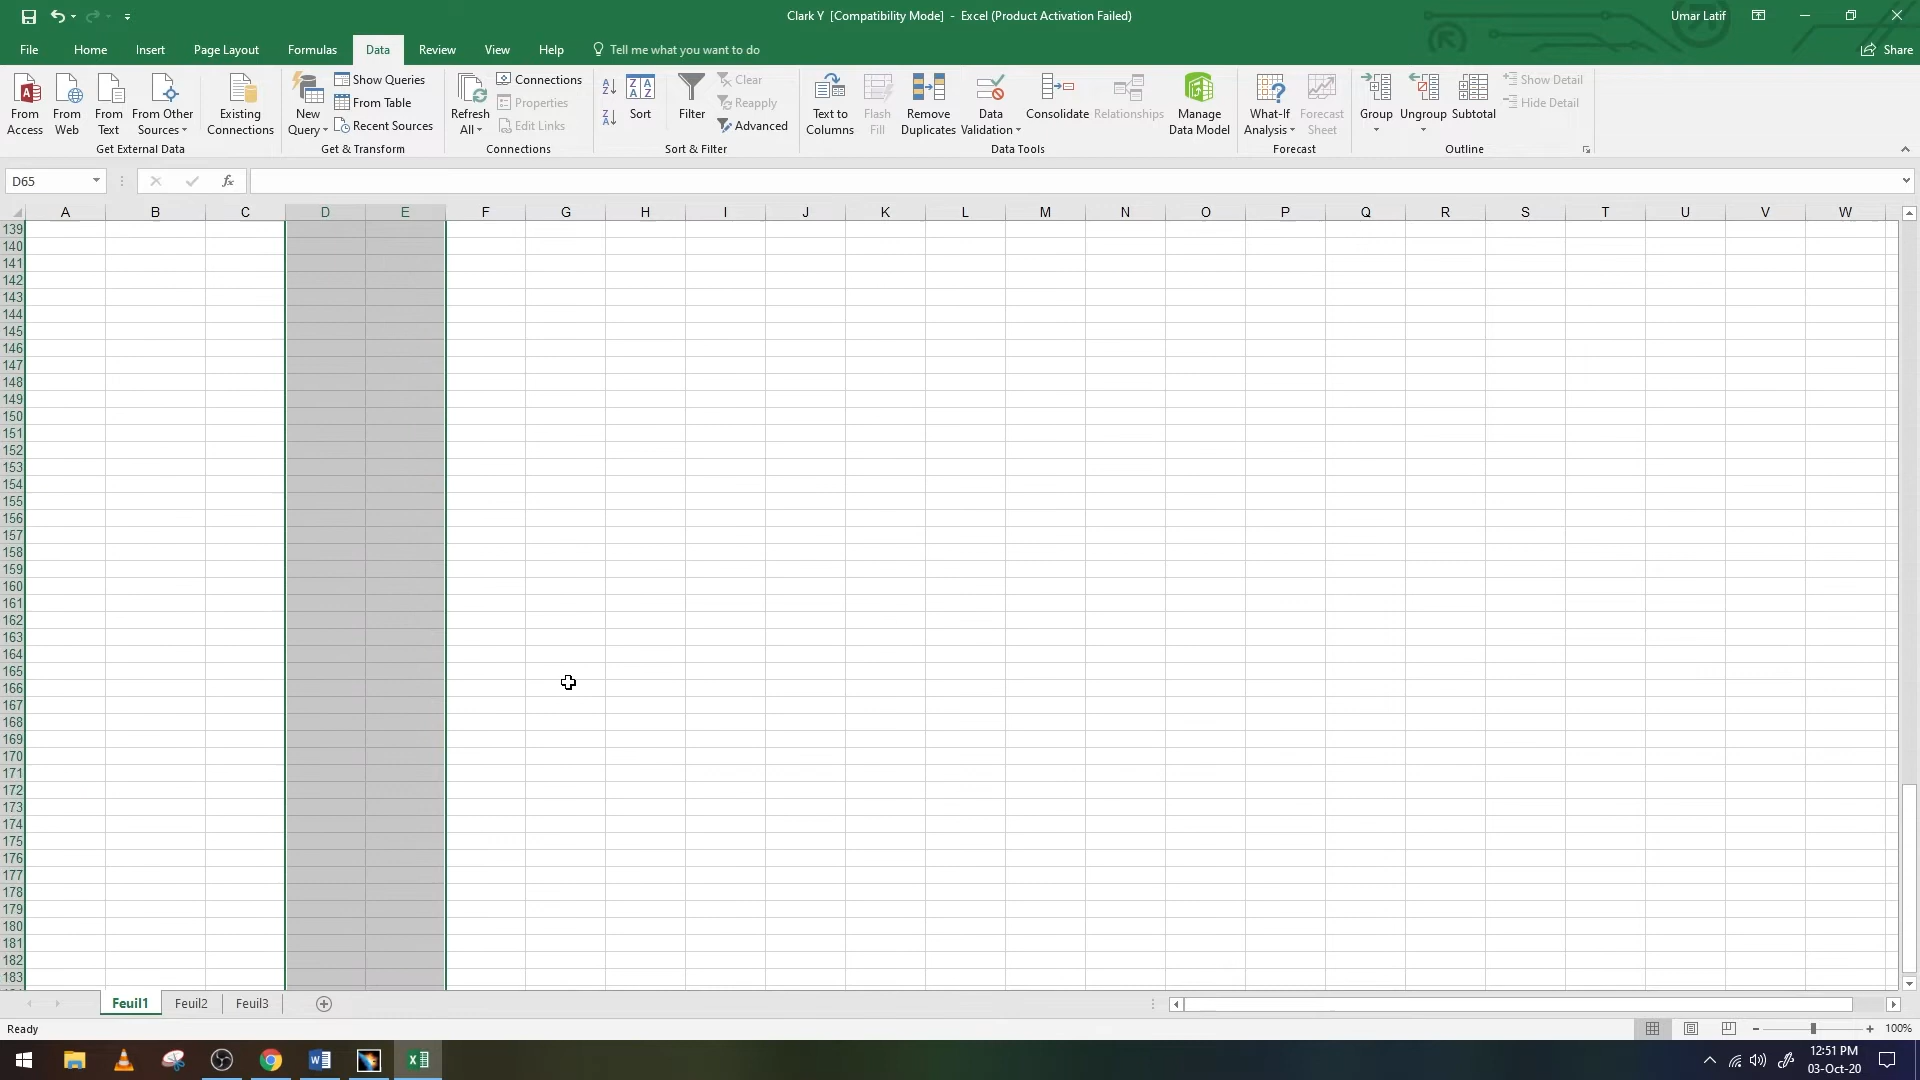 Clark Y [Compatibility Mode] - Excel (Product Activation Failed)
Umar Latif
File Home Insert Page Layout Formulas Data Review View Help Tell me what you want to do Share
From Access
From Web
From Text
From Other Sources
Existing Connections
Get External Data
New Query
Show Queries
From Table
Recent Sources
Get & Transform
Refresh All
Connections
Properties
Edit Links
Connections
Sort
Filter
Clear
Reapply
Advanced
Sort & Filter
Text to Columns
Flash Fill
Remove Duplicates
Data Validation
Consolidate
Relationships
Manage Data Model
Data Tools
What-If Analysis
Forecast Sheet
Forecast
Group
Ungroup
Subtotal
Show Detail
Hide Detail
Outline
D65
fx
A B C D E F G H I J K L M N O P Q R S T U V W
139
140
141
142
143
144
145
146
147
148
149
150
151
152
153
154
155
156
157
158
159
160
161
162
163
164
165
166
167
168
169
170
171
172
173
174
175
176
177
178
179
180
181
182
183
Feuil1 Feuil2 Feuil3
Ready
100%
12:51 PM
03-Oct-20